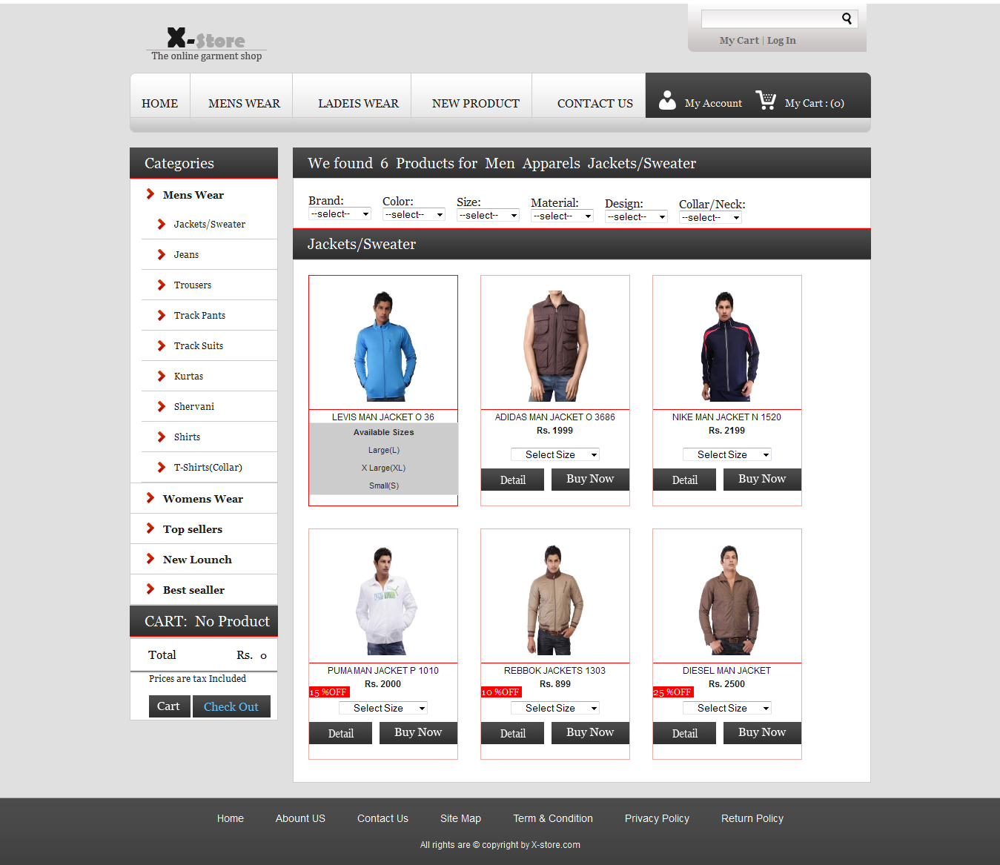 X-Store
The online garment shop
My Cart | Log In
HOME MENS WEAR LADEIS WEAR NEW PRODUCT CONTACT US My Account My Cart : (0)
Categories
Mens Wear
Jackets/Sweater
Jeans
Trousers
Track Pants
Track Suits
Kurtas
Shervani
Shirts
T-Shirts(Collar)
Womens Wear
Top sellers
New Lounch
Best sealler
CART: No Product
Total Rs. 0
Prices are tax Included
Cart Check Out
We found 6 Products for Men Apparels Jackets/Sweater
Brand: Color: Size: Material: Design: Collar/Neck:
--select-- --select-- --select-- --select-- --select-- --select--
Jackets/Sweater
LEVIS MAN JACKET O 36
Available Sizes
Large(L)
X Large(XL)
Small(S)
ADIDAS MAN JACKET O 3686
Rs. 1999
Select Size
Detail Buy Now
NIKE MAN JACKET N 1520
Rs. 2199
Select Size
Detail Buy Now
PUMA MAN JACKET P 1010
Rs. 2000
15 %OFF
Select Size
Detail Buy Now
REBBOK JACKETS 1303
Rs. 899
10 %OFF
Select Size
Detail Buy Now
DIESEL MAN JACKET
Rs. 2500
25 %OFF
Select Size
Detail Buy Now
Home Abount US Contact Us Site Map Term & Condition Privacy Policy Return Policy
All rights are © copyright by X-store.com